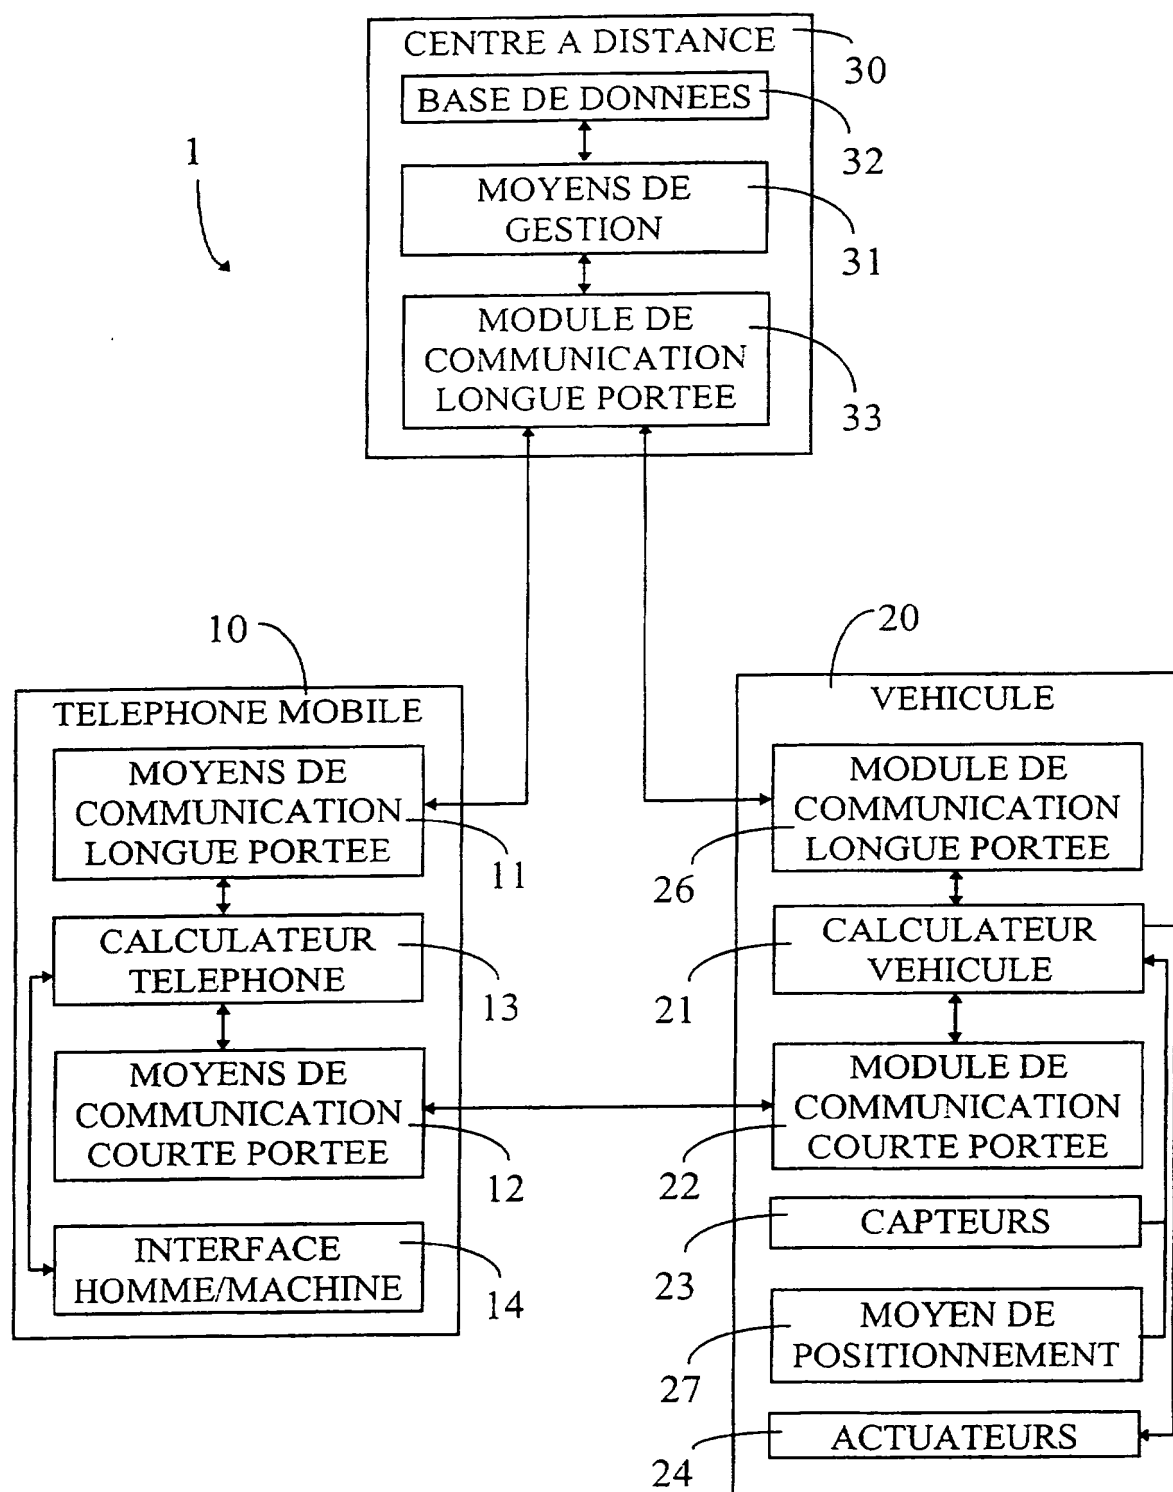 CENTRE A DISTANCE
30
BASE DE DONNEES
32
1
MOYENS DE
GESTION
31
MODULE DE
COMMUNICATION
LONGUE PORTEE
33
10
TELEPHONE MOBILE
MOYENS DE
COMMUNICATION
LONGUE PORTEE
11
CALCULATEUR
TELEPHONE
13
MOYENS DE
COMMUNICATION
COURTE PORTEE
12
INTERFACE
HOMME/MACHINE
14
20
VEHICULE
MODULE DE
COMMUNICATION
LONGUE PORTEE
26
CALCULATEUR
VEHICULE
21
MODULE DE
COMMUNICATION
COURTE PORTEE
22
CAPTEURS
23
MOYEN DE
POSITIONNEMENT
27
ACTUATEURS
24